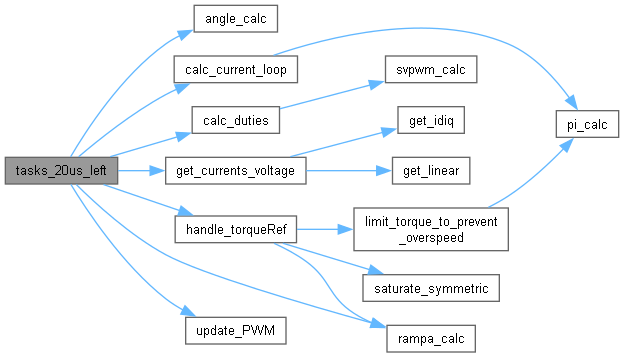 angle_calc
calc_current_loop
svpwm_calc
calc_duties
get_idiq
pi_calc
tasks_20us_left
get_currents_voltage
get_linear
handle_torqueRef
limit_torque_to_prevent
_overspeed
saturate_symmetric
update_PWM
rampa_calc